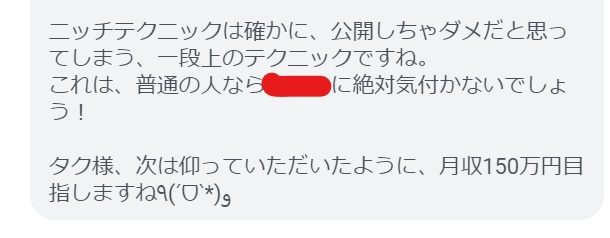 ニッチテクニックは確かに、公開しちゃダメだと思っ
てしまう、一段上のテクニックですね。
これは、普通の人なら に絶対気付かないでしょ
う！
タク様、次は仰っていただいたように、月収150万円目
指しますね٩(ˊᗜˋ*)و